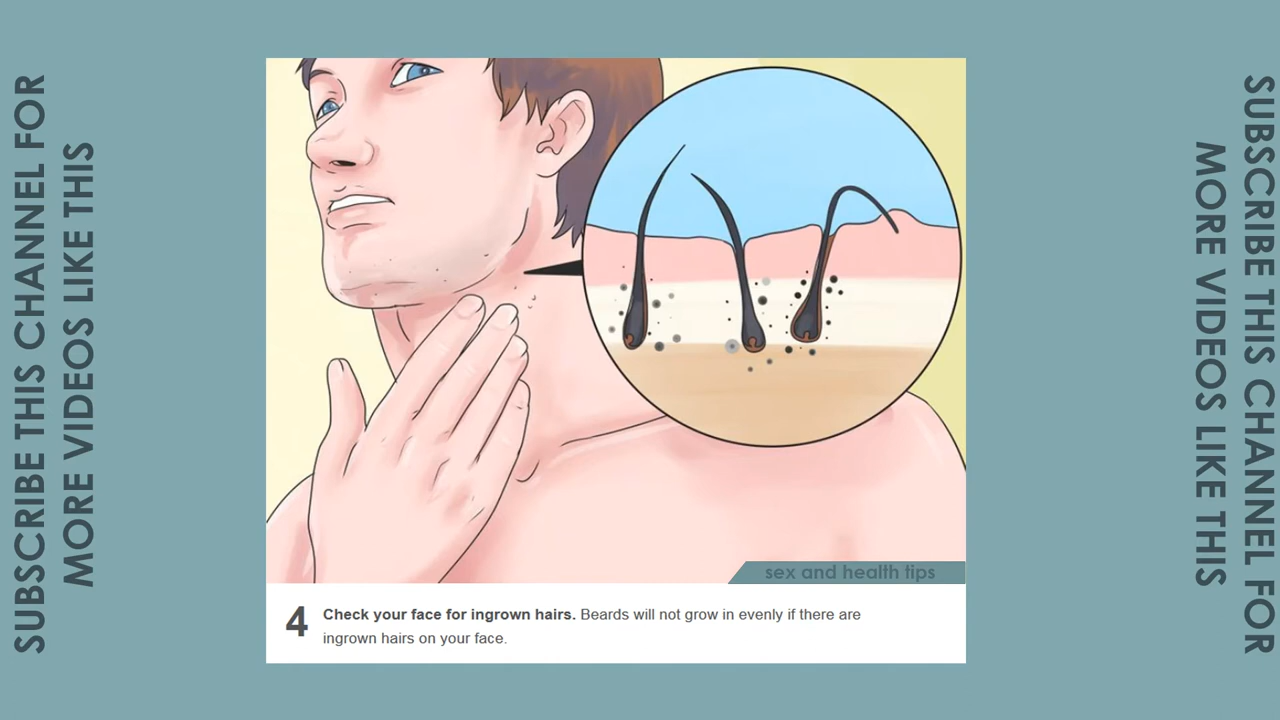 SUBSCRIBE THIS CHANNEL FOR
MORE VIDEOS LIKE THIS
sex and health tips
4
Check your face for ingrown hairs. Beards will not grow in evenly if there are
ingrown hairs on your face.
SUBSCRIBE THIS CHANNEL FOR
MORE VIDEOS LIKE THIS